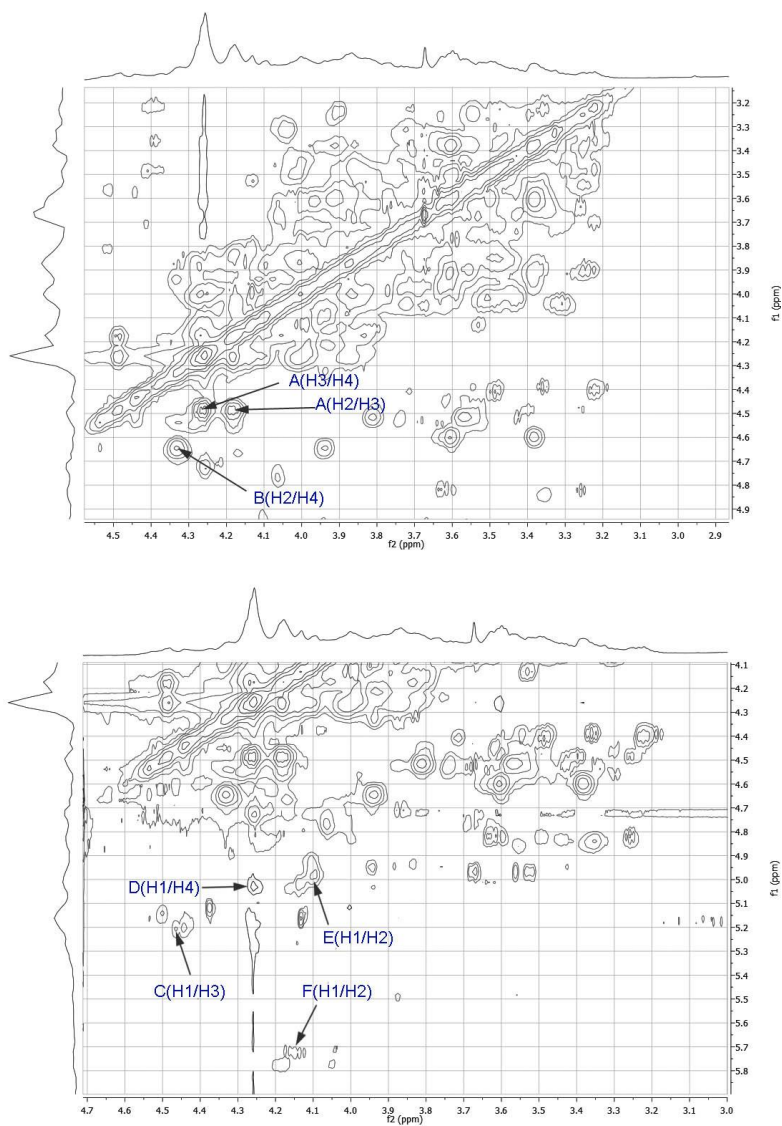 3.2
3.3
3.4
3.5
3.6
3.7
3.8
3.9
4.0
4.1
4.2
4.3
4.4
4.5
4.6
4.7
4.8
4.9
f1 (ppm)
A(H3/H4)
A(H2/H3)
B(H2/H4)
4.5 4.4 4.3 4.2 4.1 4.0 3.9 3.8 3.7 3.6 3.5 3.4 3.3 3.2 3.1 3.0 2.9
f2 (ppm)
4.1
4.2
4.3
4.4
4.5
4.6
4.7
4.8
4.9
5.0
5.1
5.2
5.3
5.4
5.5
5.6
5.7
5.8
f1 (ppm)
D(H1/H4)
E(H1/H2)
C(H1/H3)
F(H1/H2)
4.7 4.6 4.5 4.4 4.3 4.2 4.1 4.0 3.9 3.8 3.7 3.6 3.5 3.4 3.3 3.2 3.1 3.0
f2 (ppm)